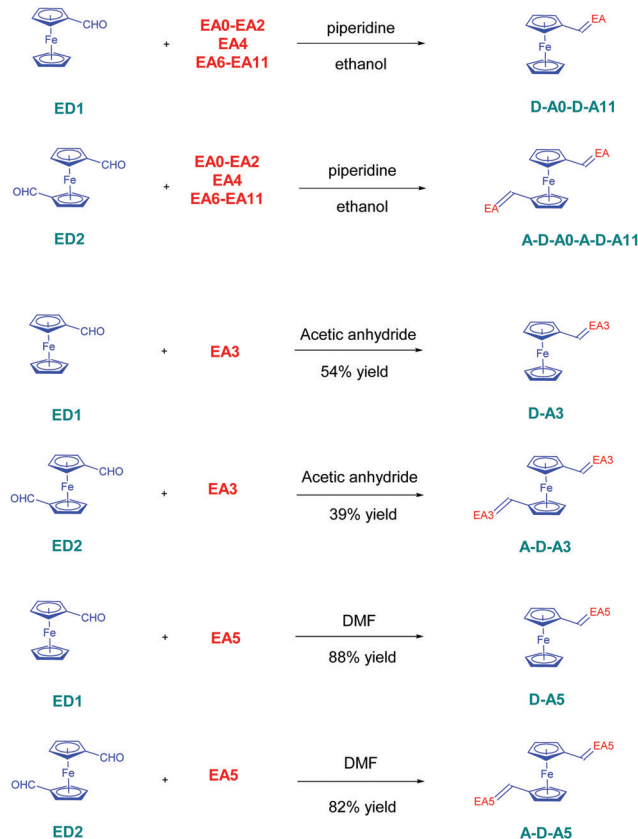 CHO
Fe
ED1
+
EA0-EA2
EA4
EA6-EA11
piperidine
ethanol
EA
Fe
D-A0-D-A11
CHO
Fe
OHC
ED2
+
EA0-EA2
EA4
EA6-EA11
piperidine
ethanol
EA
Fe
EA
A-D-A0-A-D-A11
CHO
Fe
ED1
+
EA3
Acetic anhydride
54% yield
EA3
Fe
D-A3
CHO
Fe
OHC
ED2
+
EA3
Acetic anhydride
39% yield
EA3
Fe
EA3
A-D-A3
CHO
Fe
ED1
+
EA5
DMF
88% yield
EA5
Fe
D-A5
CHO
Fe
OHC
ED2
+
EA5
DMF
82% yield
EA5
Fe
EA5
A-D-A5